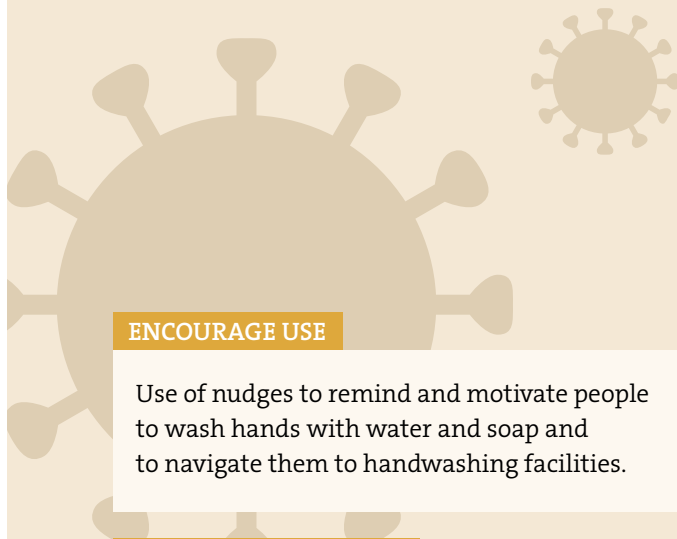 ENCOURAGE USE
Use of nudges to remind and motivate people
to wash hands with water and soap and
to navigate them to handwashing facilities.